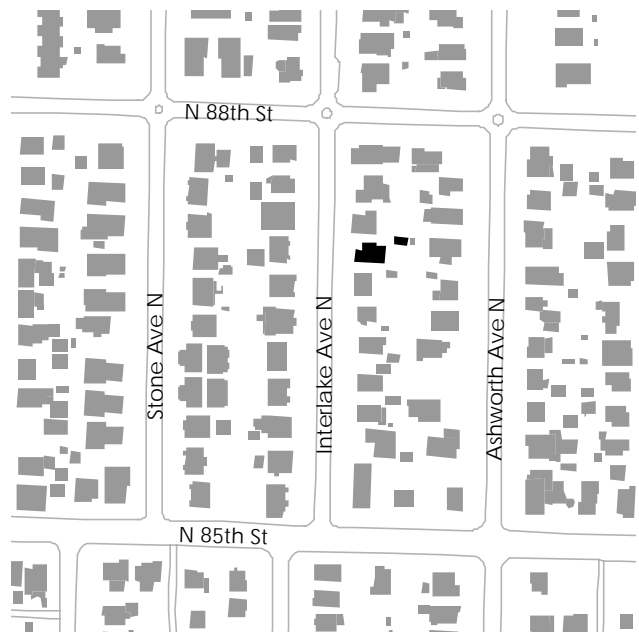 N 88th St
Stone Ave N
Interlake Ave N
Ashworth Ave N
N 85th St